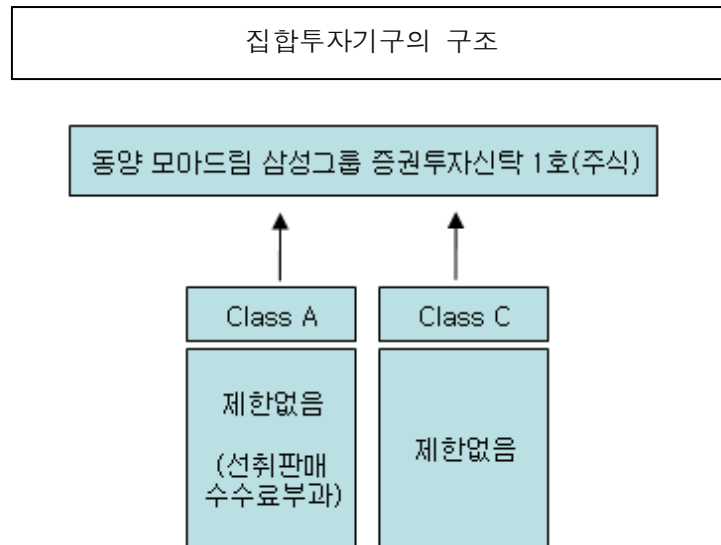 집합투자기구의 구조
동양 모아드림 삼성그룹 증권투자신탁 1호(주식)
Class A
Class C
제한없음
(선취판매
수수료부과)
제한없음